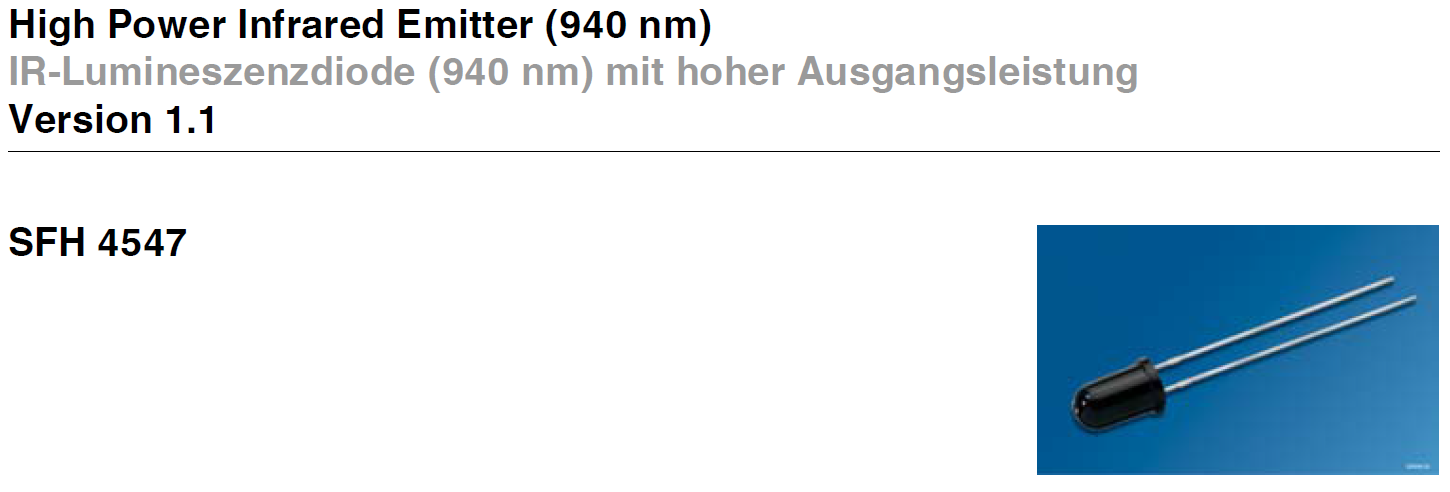 High Power Infrared Emitter (940 nm)
IR-Lumineszenzdiode (940 nm) mit hoher Ausgangsleistung
Version 1.1
SFH 4547